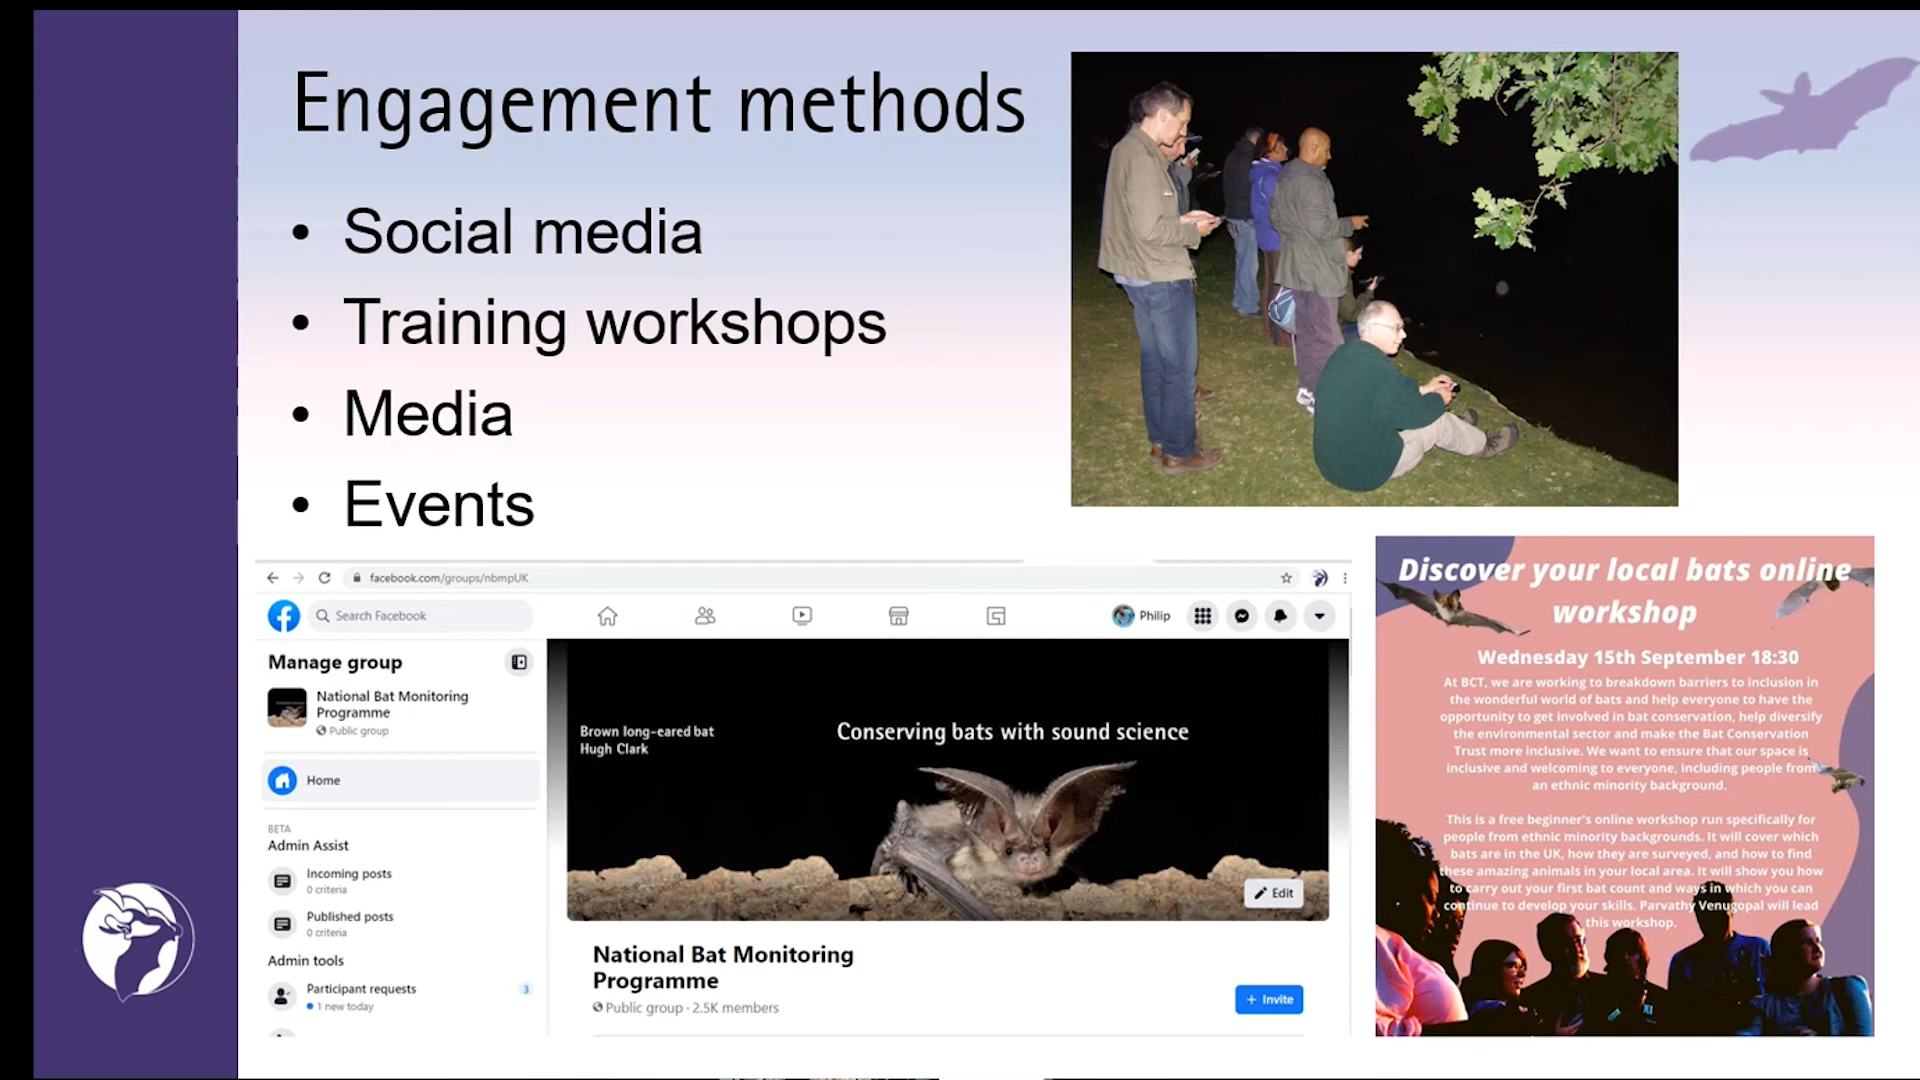 Engagement methods
• Social media
• Training workshops
• Media
• Events
facebook.com/groups/nbmpUK
Search Facebook
Philip
Manage group
National Bat Monitoring
Programme
Public group
Home
BETA
Admin Assist
Incoming posts
0 criteria
Published posts
0 criteria
Admin tools
Participant requests
3
1 new today
Brown long-eared bat
Hugh Clark
Conserving bats with sound science
Edit
National Bat Monitoring
Programme
Public group · 2.5K members
+ Invite
Discover your local bats online
workshop
Wednesday 15th September 18:30
At BCT, we are working to breakdown barriers to inclusion in
the wonderful world of bats and help everyone to have the
opportunity to get involved in bat conservation, help diversify
the environmental sector and make the Bat Conservation
Trust more inclusive. We want to ensure that our space is
inclusive and welcoming to everyone, including people from
an ethnic minority background.
This is a free beginner's online workshop run specifically for
people from ethnic minority backgrounds. It will cover which
bats are in the UK, how they are surveyed, and how to find
these amazing animals in your local area. It will show you how
to carry out your first bat count and ways in which you can
continue to develop your skills. Parvathy Venugopal will lead
this workshop.